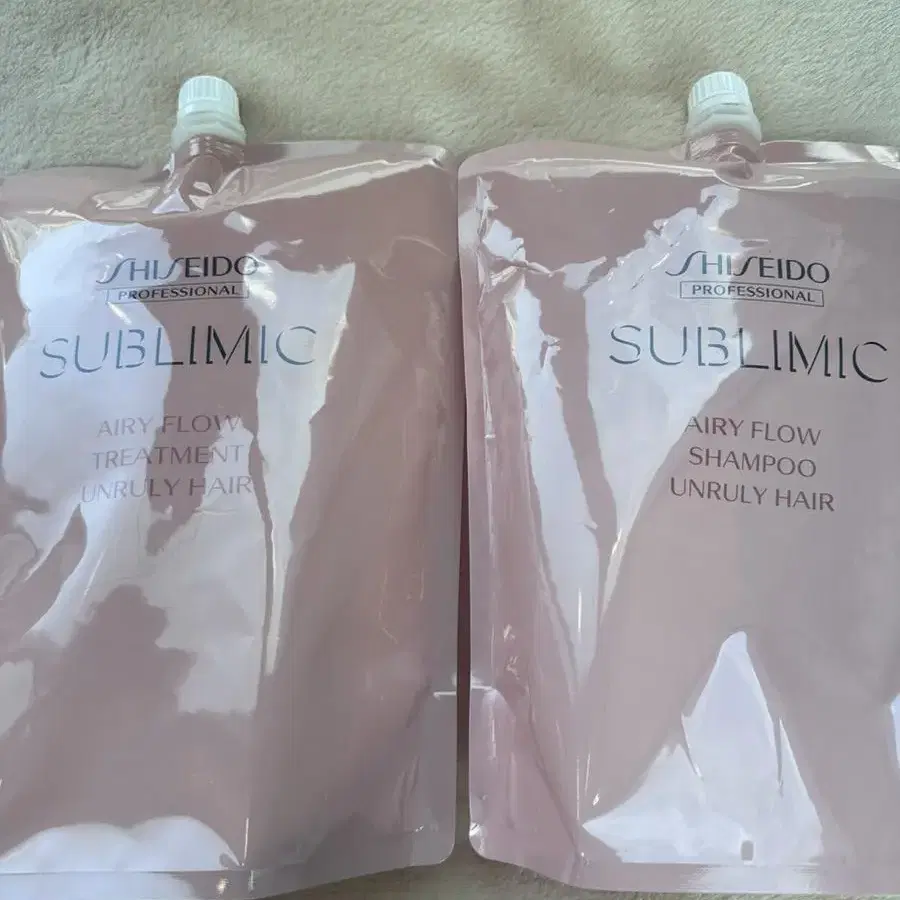 SHISEIDO
PROFESSIONAL
SUBLIMIC
AIRY FLOW
TREATMENT
UNRULY HAIR
SHISEIDO
PROFESSIONAL
SUBLIMIC
AIRY FLOW
SHAMPOO
UNRULY HAIR